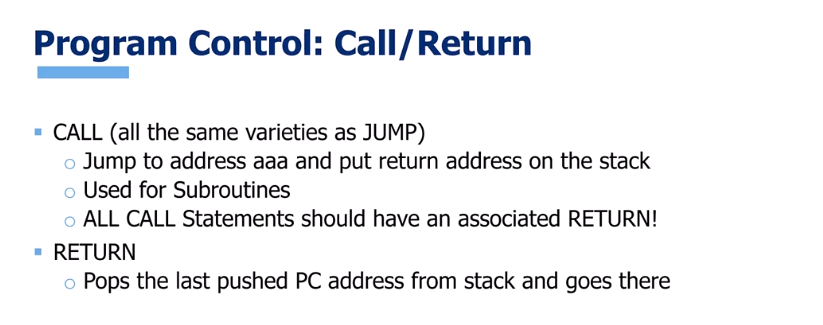 Program Control: Call/Return
CALL (all the same varieties as JUMP)
Jump to address aaa and put return address on the stack
Used for Subroutines
ALL CALL Statements should have an associated RETURN!
RETURN
Pops the last pushed PC address from stack and goes there